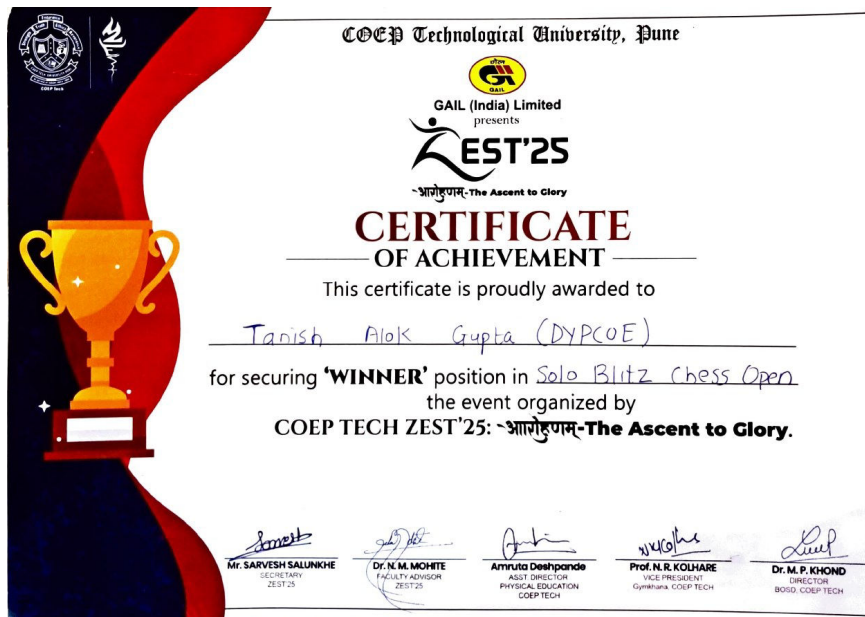 COEP Tech
COEP Technological University, Pune
गेल
GAIL
GAIL (India) Limited
presents
ZEST'25
आरोहणम्-The Ascent to Glory
CERTIFICATE
OF ACHIEVEMENT
This certificate is proudly awarded to
Tanish Alok Gupta (DYPCOE)
for securing 'WINNER' position in Solo Blitz Chess Open
the event organized by
COEP TECH ZEST'25: आरोहणम्-The Ascent to Glory.
Mr. SARVESH SALUNKHE
SECRETARY
ZEST'25
Dr. N. M. MOHITE
FACULTY ADVISOR
ZEST'25
Amruta Deshpande
ASST. DIRECTOR
PHYSICAL EDUCATION
COEP TECH
Prof. N. R. KOLHARE
VICE PRESIDENT
Gymkhana, COEP TECH
Dr. M. P. KHOND
DIRECTOR
BOSD, COEP TECH